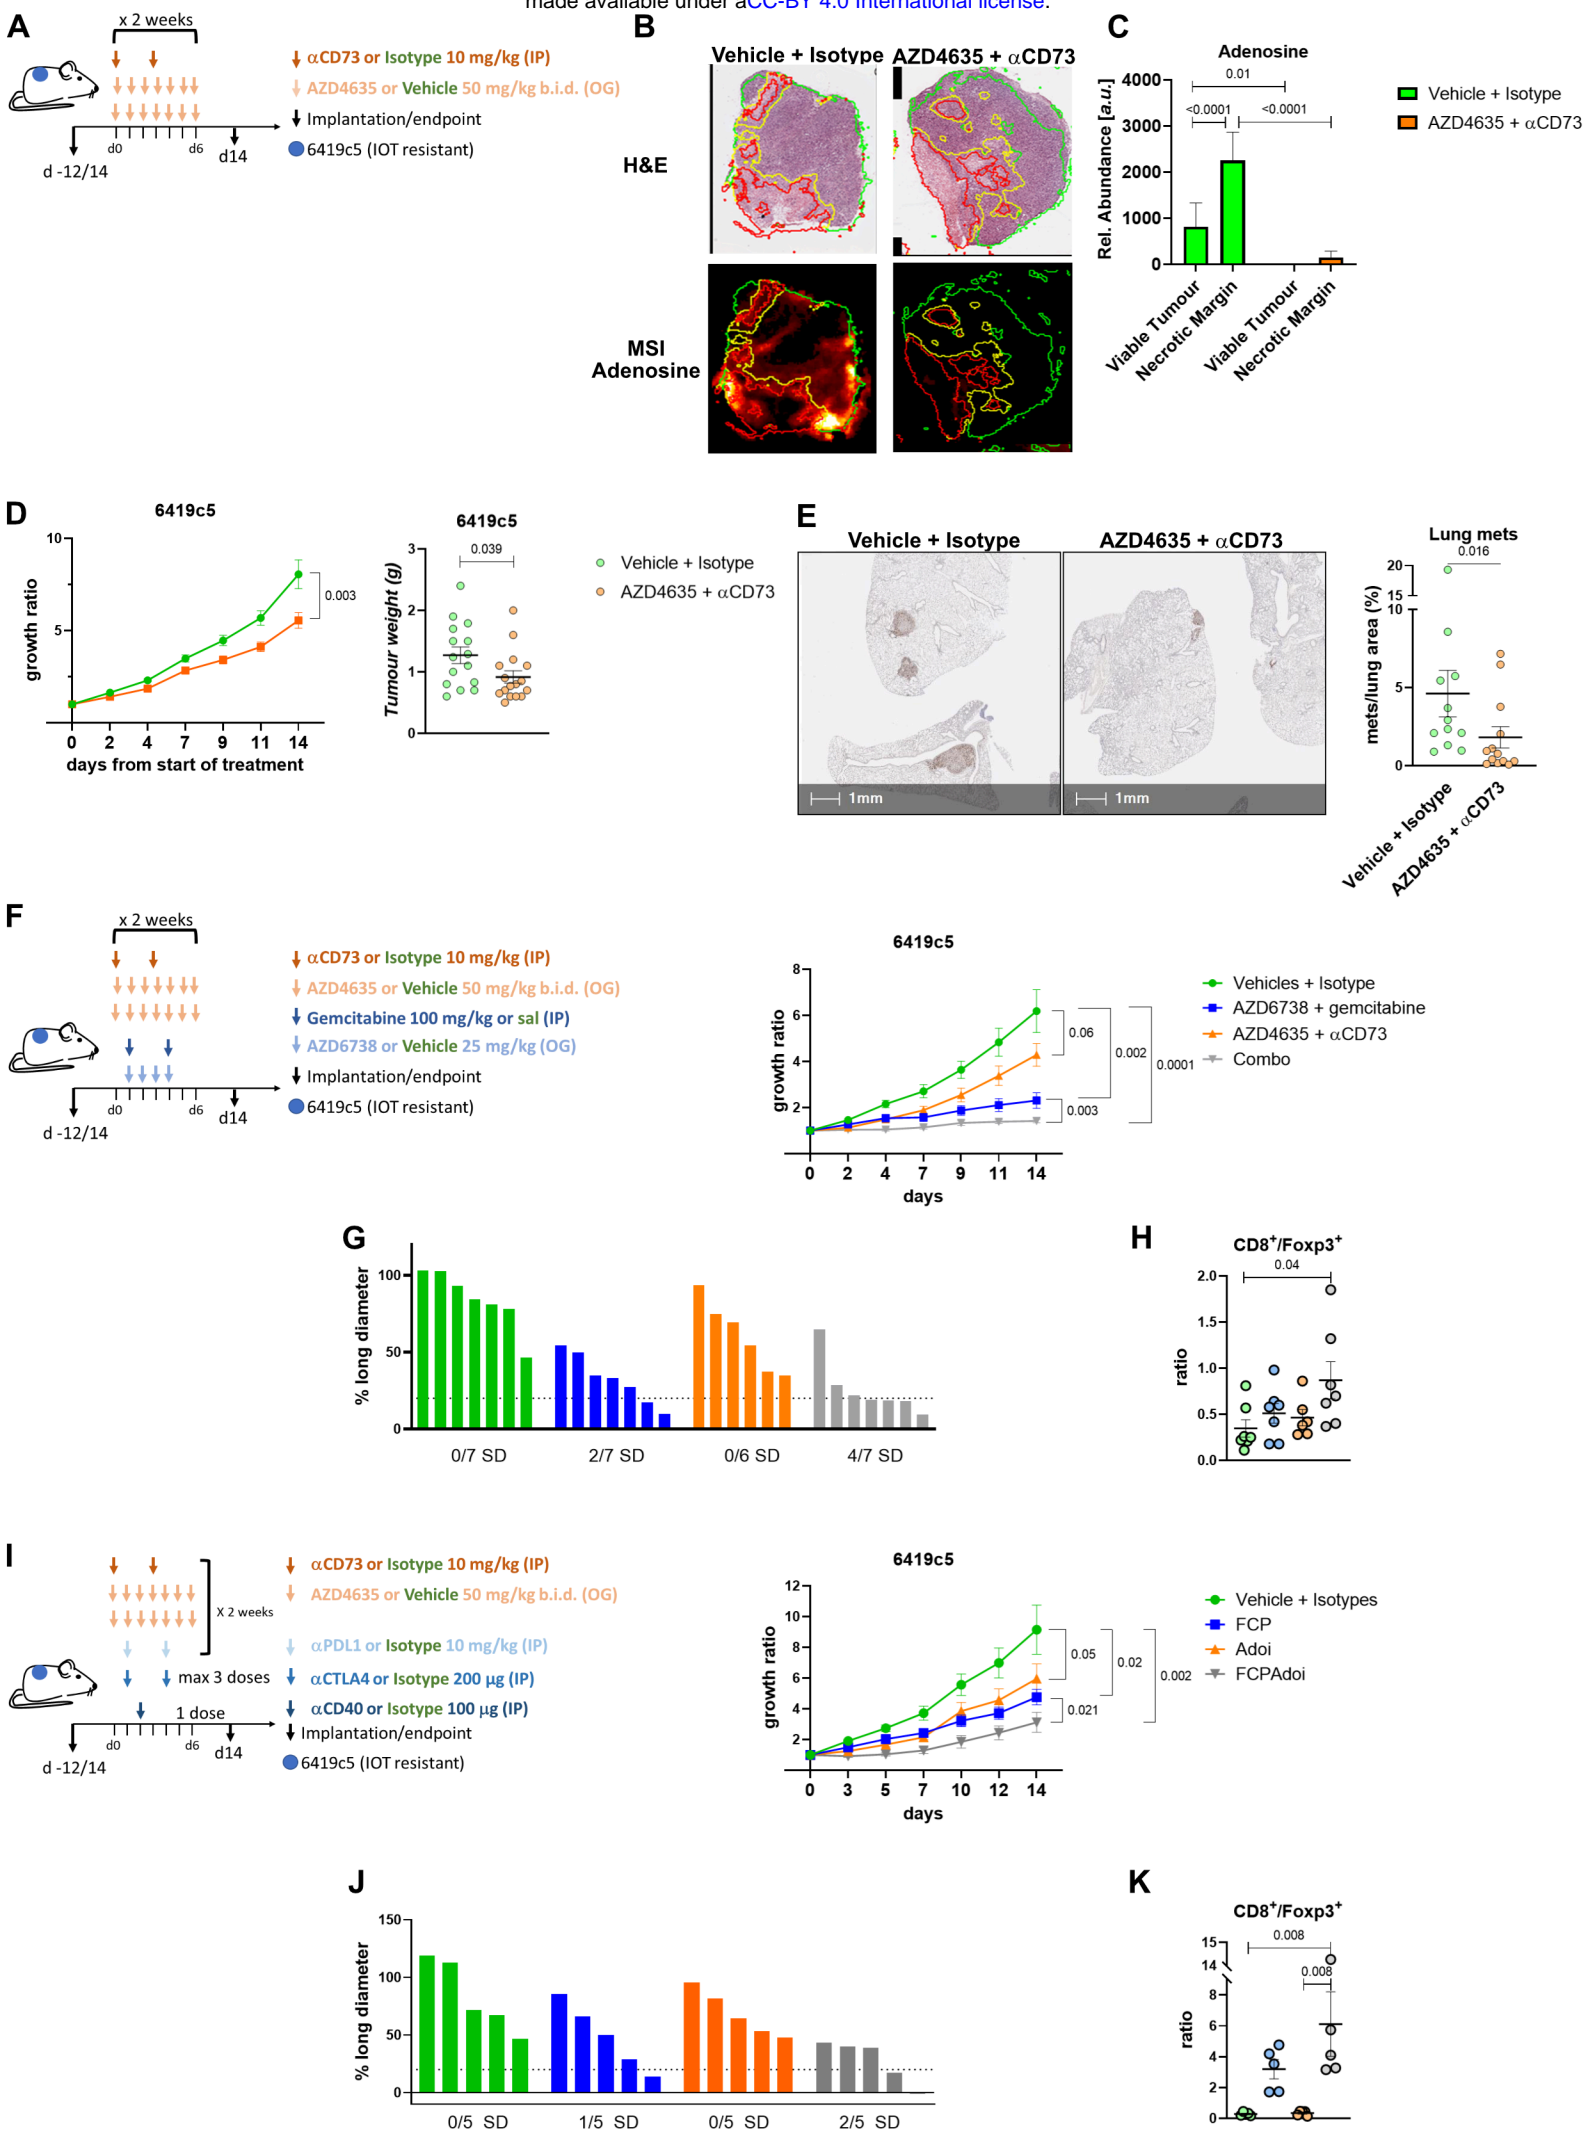 made available under aCC-BY 4.0 International license.
A
x 2 weeks
αCD73 or Isotype 10 mg/kg (IP)
AZD4635 or Vehicle 50 mg/kg b.i.d. (OG)
Implantation/endpoint
6419c5 (IOT resistant)
d0
d6
d14
d -12/14
B
Vehicle + Isotype
AZD4635 + αCD73
H&E
MSI
Adenosine
C
Adenosine
Rel. Abundance [a.u.]
4000
3000
2000
1000
0
0.01
<0.0001
<0.0001
Viable Tumour
Necrotic Margin
Viable Tumour
Necrotic Margin
Vehicle + Isotype
AZD4635 + αCD73
D
6419c5
growth ratio
10
5
0.003
0 2 4 7 9 11 14
days from start of treatment
6419c5
Tumour weight (g)
3
2
1
0
0.039
Vehicle + Isotype
AZD4635 + αCD73
E
Vehicle + Isotype
AZD4635 + αCD73
1mm
1mm
Lung mets
0.016
mets/lung area (%)
20
15
10
5
0
Vehicle + Isotype
AZD4635 + αCD73
F
x 2 weeks
αCD73 or Isotype 10 mg/kg (IP)
AZD4635 or Vehicle 50 mg/kg b.i.d. (OG)
Gemcitabine 100 mg/kg or sal (IP)
AZD6738 or Vehicle 25 mg/kg (OG)
Implantation/endpoint
6419c5 (IOT resistant)
d0
d6
d14
d -12/14
6419c5
growth ratio
8
6
4
2
0 2 4 7 9 11 14
days
0.06
0.002
0.0001
0.003
Vehicles + Isotype
AZD6738 + gemcitabine
AZD4635 + αCD73
Combo
G
% long diameter
100
50
0
0/7 SD
2/7 SD
0/6 SD
4/7 SD
H
CD8+/Foxp3+
0.04
ratio
2.0
1.5
1.0
0.5
0.0
I
X 2 weeks
αCD73 or Isotype 10 mg/kg (IP)
AZD4635 or Vehicle 50 mg/kg b.i.d. (OG)
αPDL1 or Isotype 10 mg/kg (IP)
max 3 doses
αCTLA4 or Isotype 200 μg (IP)
1 dose
αCD40 or Isotype 100 μg (IP)
Implantation/endpoint
6419c5 (IOT resistant)
d0
d6
d14
d -12/14
6419c5
growth ratio
12
10
8
6
4
2
0 3 5 7 10 12 14
days
0.05
0.02
0.002
0.021
Vehicle + Isotypes
FCP
Adoi
FCPAdoi
J
% long diameter
150
100
50
0
0/5 SD
1/5 SD
0/5 SD
2/5 SD
K
CD8+/Foxp3+
0.008
0.008
ratio
15
14
8
6
4
2
0